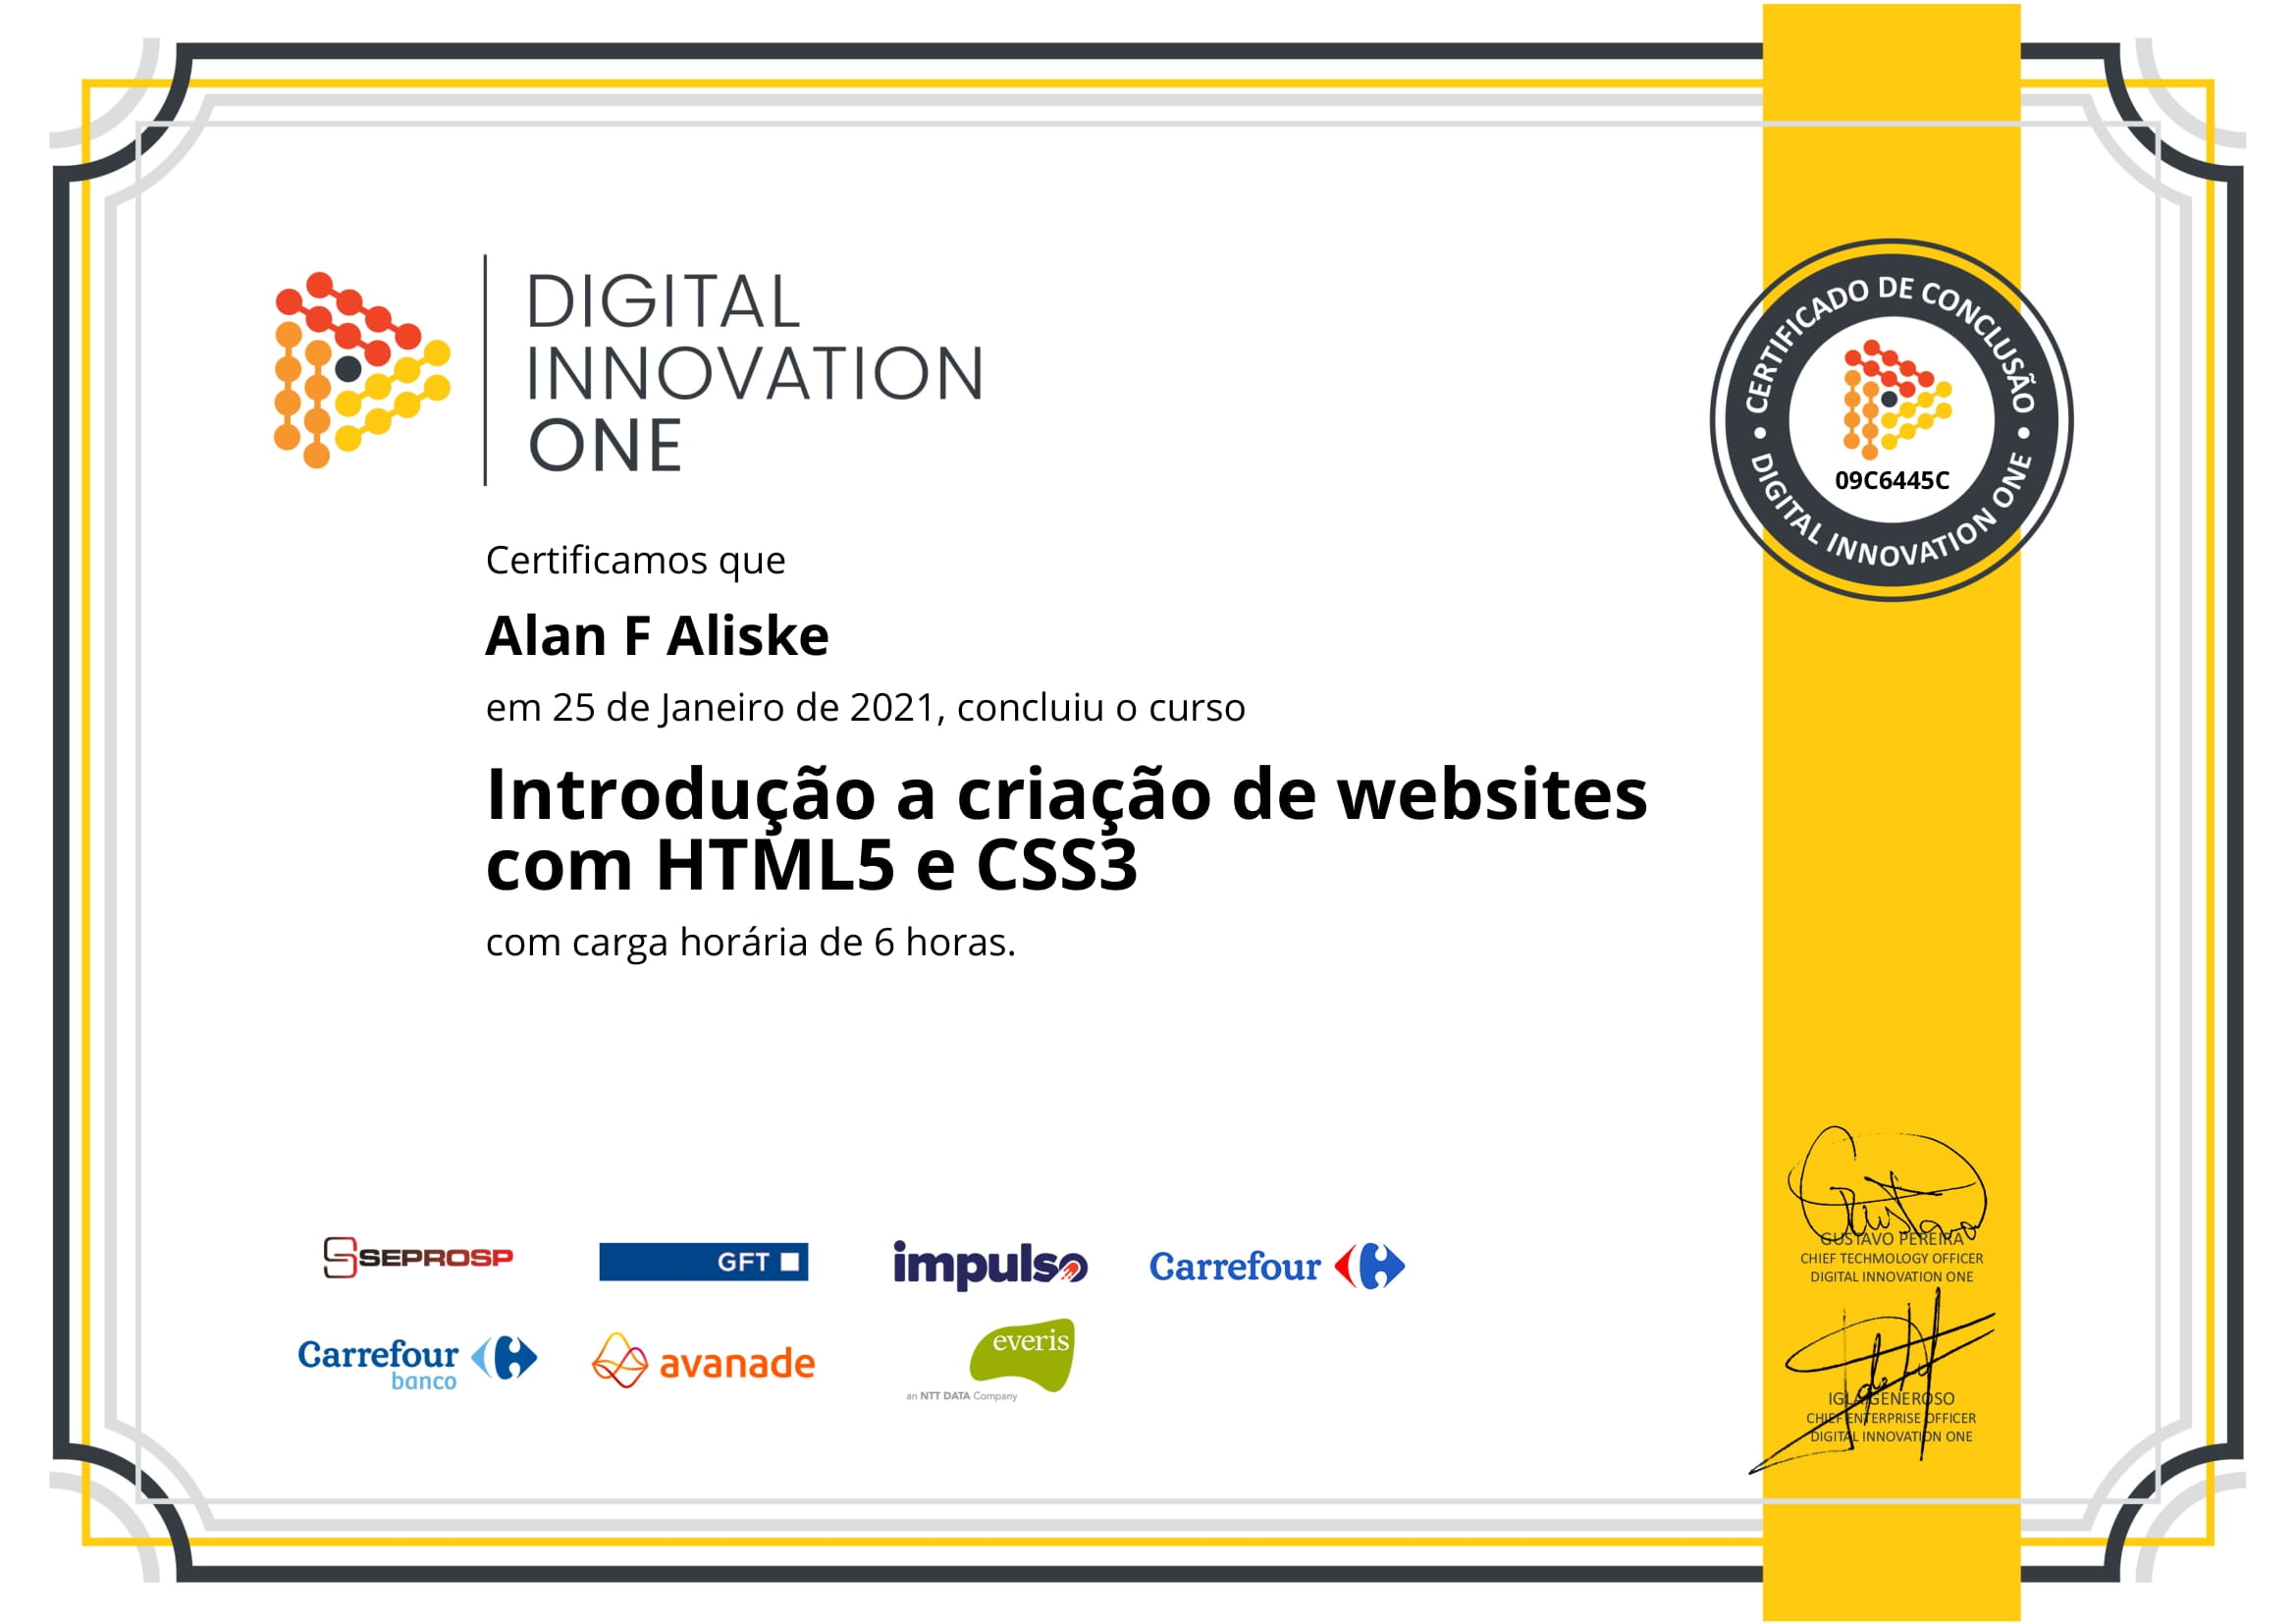 DIGITAL
INNOVATION
ONE
CERTIFICADO DE CONCLUSÃO
09C6445C
DIGITAL INNOVATION ONE
Certificamos que
Alan F Aliske
em 25 de Janeiro de 2021, concluiu o curso
Introdução a criação de websites
com HTML5 e CSS3
com carga horária de 6 horas.
Gustavo
GUSTAVO PEREIRA
CHIEF TECHMOLOGY OFFICER
DIGITAL INNOVATION ONE
SEPROSP
GFT
impulso
Carrefour
Carrefour
banco
avanade
everis
an NTT DATA Company
IGLA GENEROSO
CHIEF ENTERPRISE OFFICER
DIGITAL INNOVATION ONE